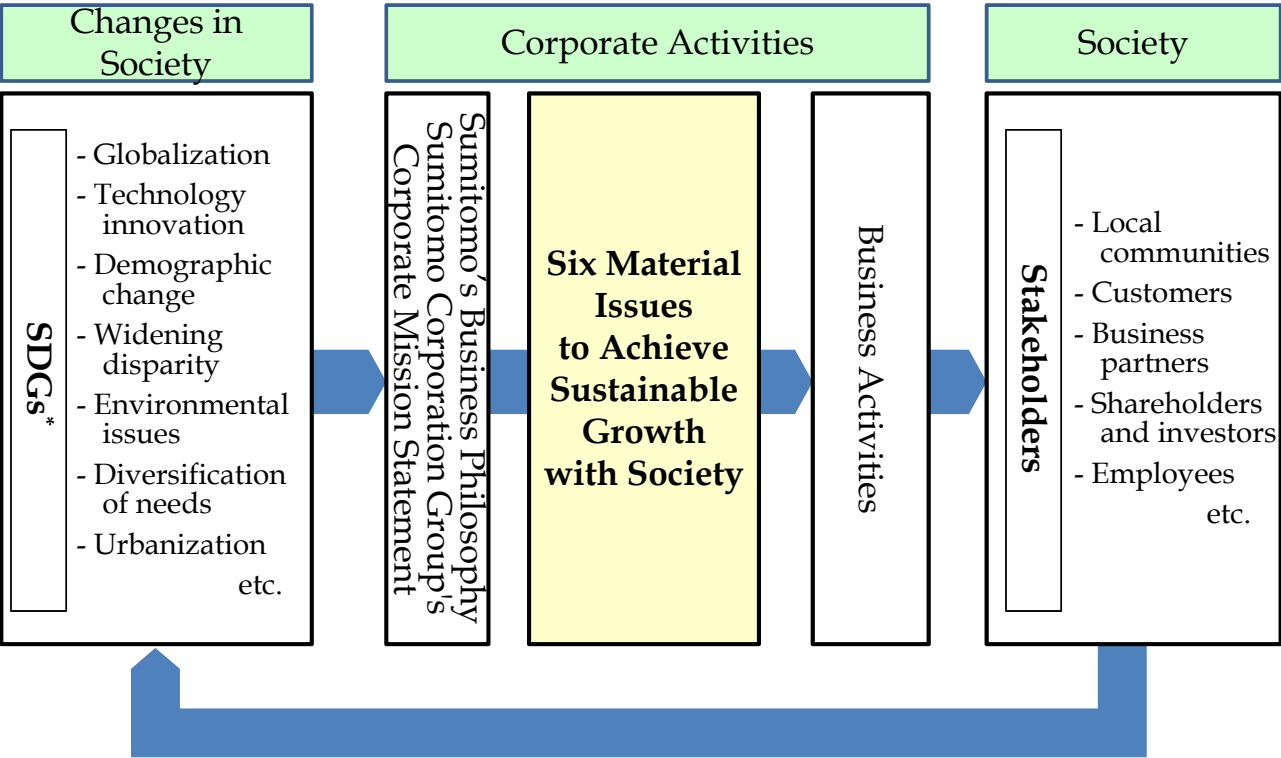 Changes in
Society
Corporate Activities
Society
SDGs*
- Globalization
- Technology
innovation
- Demographic
change
- Widening
disparity
- Environmental
issues
- Diversification
of needs
- Urbanization
etc.
Sumitomo's Business Philosophy
Sumitomo Corporation Group's
Corporate Mission Statement
Six Material
Issues
to Achieve
Sustainable
Growth
with Society
Business Activities
Stakeholders
- Local
communities
- Customers
- Business
partners
- Shareholders
and investors
- Employees
etc.